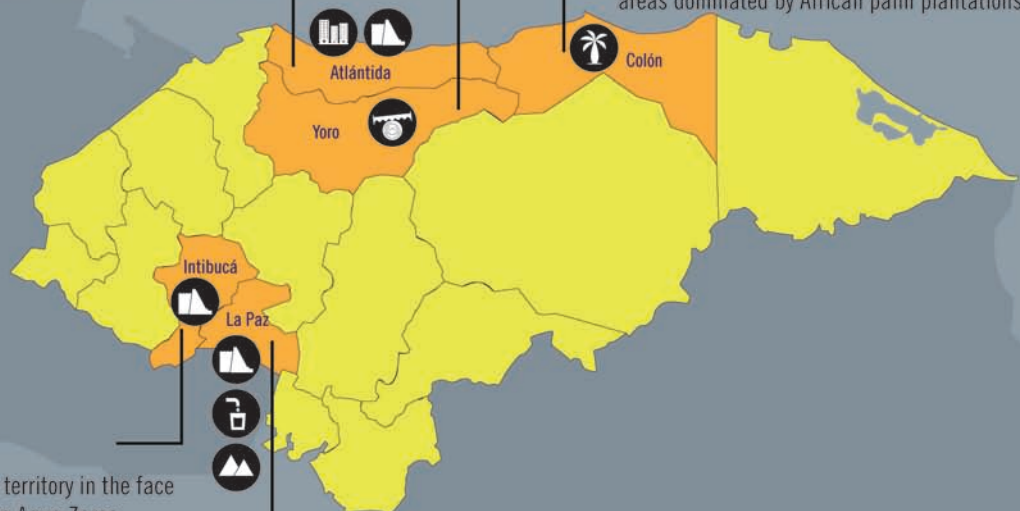 areas dominated by African palm plantations
Atlántida
Colón
Yoro
Intibucá
La Paz
territory in the face